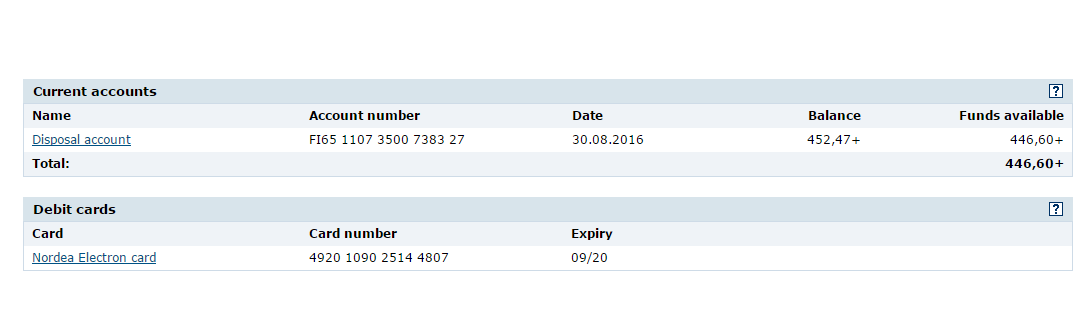 Current accounts ?
Name Account number Date Balance Funds available
Disposal account FI65 1107 3500 7383 27 30.08.2016 452,47+ 446,60+
Total: 446,60+
Debit cards ?
Card Card number Expiry
Nordea Electron card 4920 1090 2514 4807 09/20